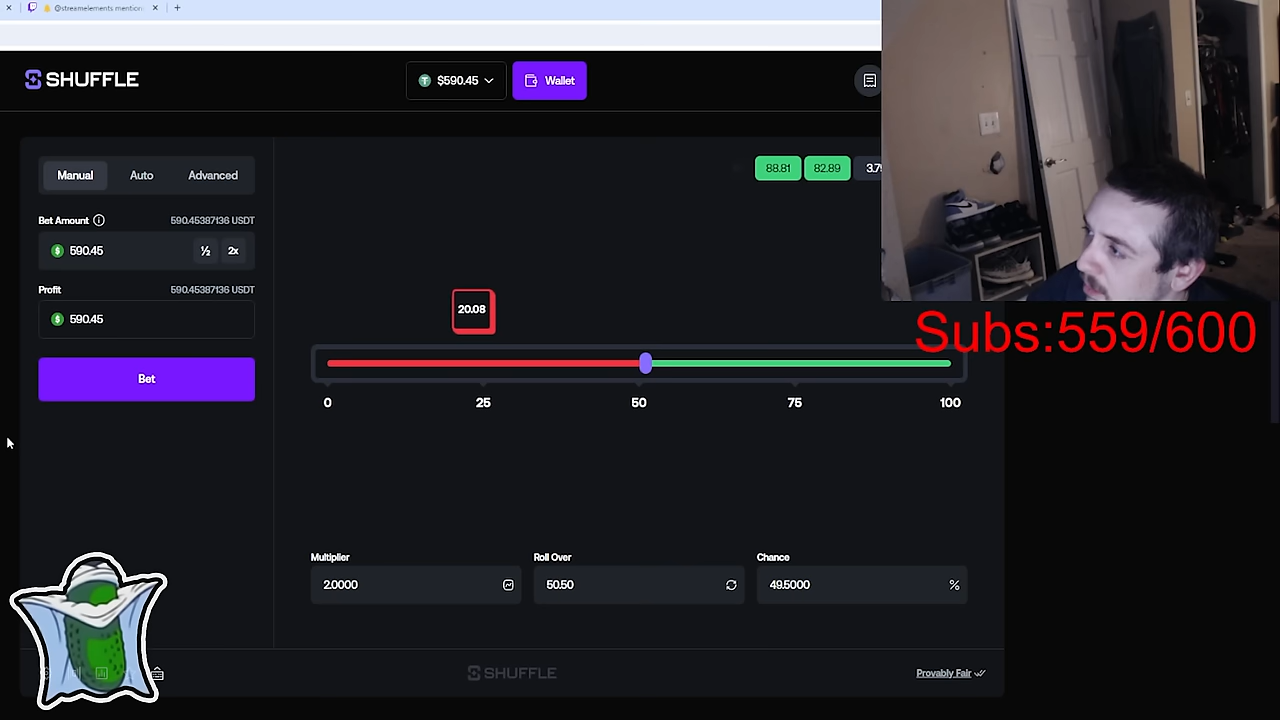 @streamelements mention
SHUFFLE
$590.45
Wallet
Manual
Auto
Advanced
88.81
82.89
Bet Amount
590.45387136 USDT
590.45
½
2x
Profit
590.45387136 USDT
590.45
20.08
Subs:559/600
Bet
0
25
50
75
100
Multiplier
Roll Over
Chance
2.0000
50.50
49.5000
%
SHUFFLE
Provably Fair